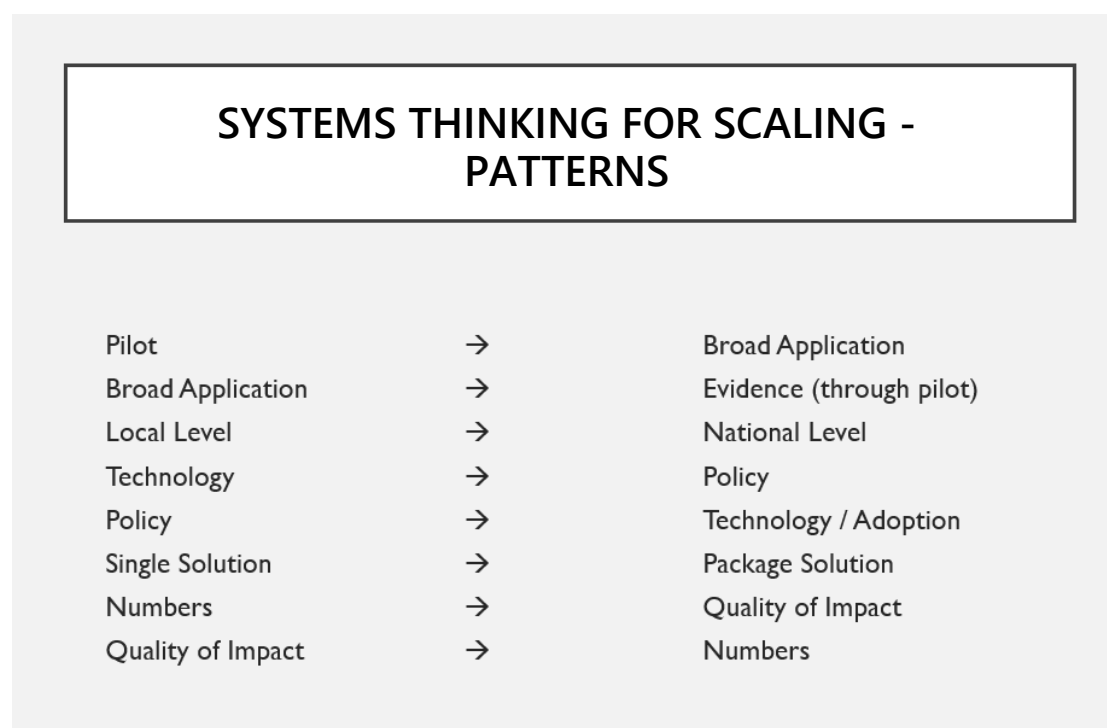 SYSTEMS THINKING FOR SCALING -
PATTERNS
Pilot → Broad Application
Broad Application → Evidence (through pilot)
Local Level → National Level
Technology → Policy
Policy → Technology / Adoption
Single Solution → Package Solution
Numbers → Quality of Impact
Quality of Impact → Numbers